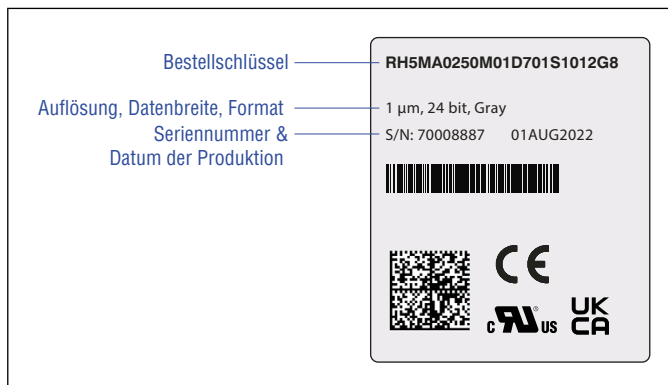 Bestellschlüssel
RH5MA0250M01D701S1012G8
Auflösung, Datenbreite, Format
1 µm, 24 bit, Gray
Seriennummer &
Datum der Produktion
S/N: 70008887 01AUG2022
CE
c RU ® US
UK
CA